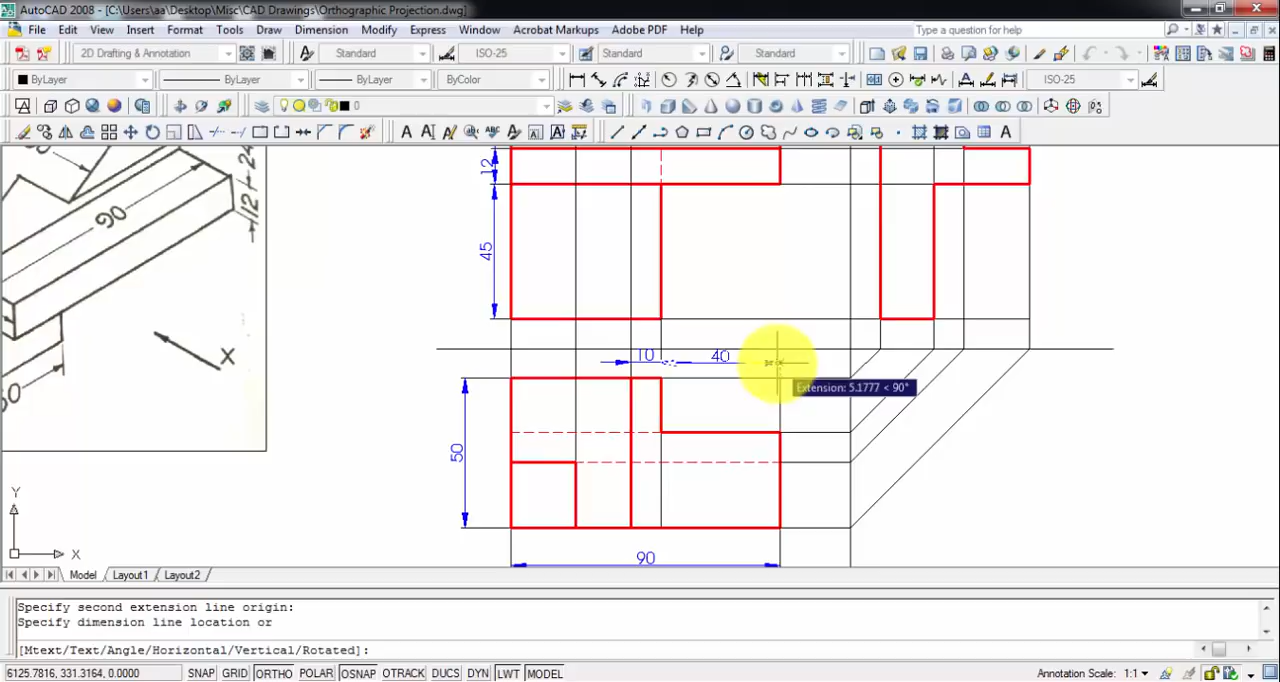 AutoCAD 2008 - [C:\Users\aa\Desktop\Misc\CAD Drawings\Orthographic Projection.dwg]
File Edit View Insert Format Tools Draw Dimension Modify Express Window Acrobat Markups Adobe PDF Help
Type a question for help
2D Drafting & Annotation Standard ISO-25 Standard Standard
ByLayer ByLayer ByLayer ByColor ISO-25
0
90
12
24
X
12
45
10
40
Extension: 5.1777 < 90°
50
90
Y
X
Model Layout1 Layout2
Specify second extension line origin:
Specify dimension line location or
[Mtext/Text/Angle/Horizontal/Vertical/Rotated]:
6125.7816, 331.3164, 0.0000 SNAP GRID ORTHO POLAR OSNAP OTRACK DUCS DYN LWT MODEL Annotation Scale: 1:1